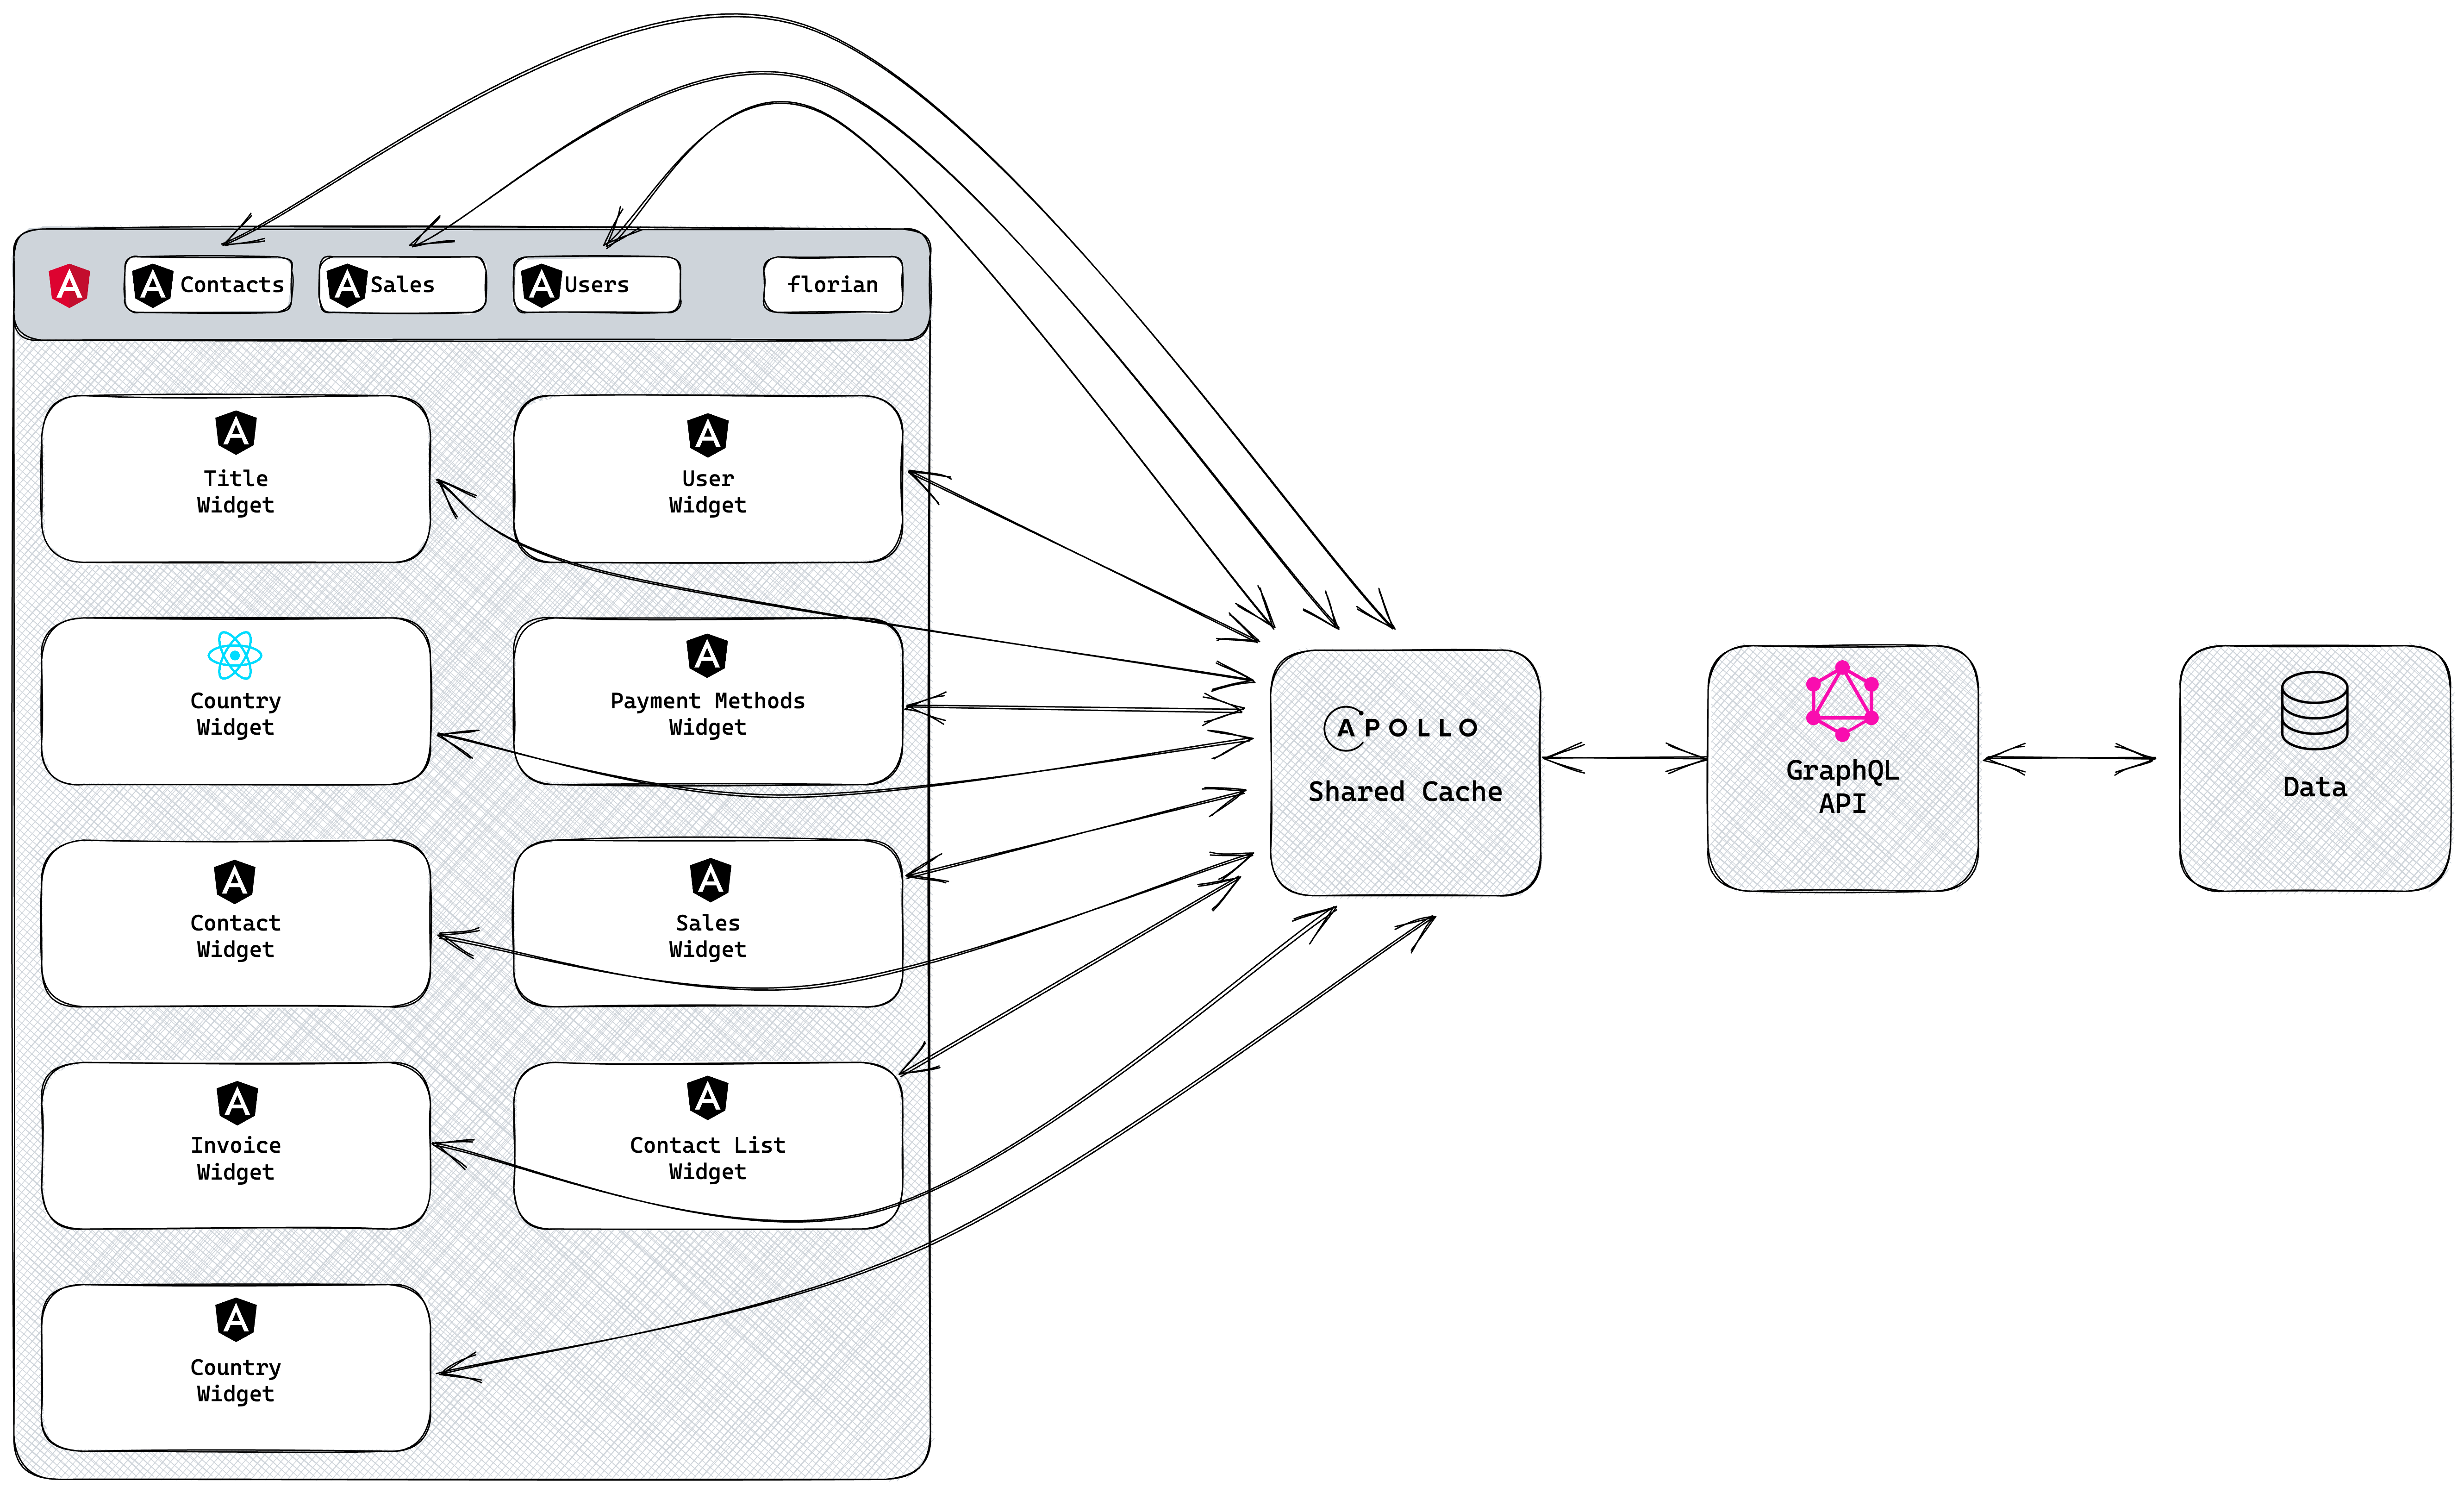 Contacts
Sales
Users
florian
Title
Widget
User
Widget
Country
Widget
Payment Methods
Widget
Contact
Widget
Sales
Widget
Invoice
Widget
Contact List
Widget
Country
Widget
APOLLO
Shared Cache
GraphQL
API
Data